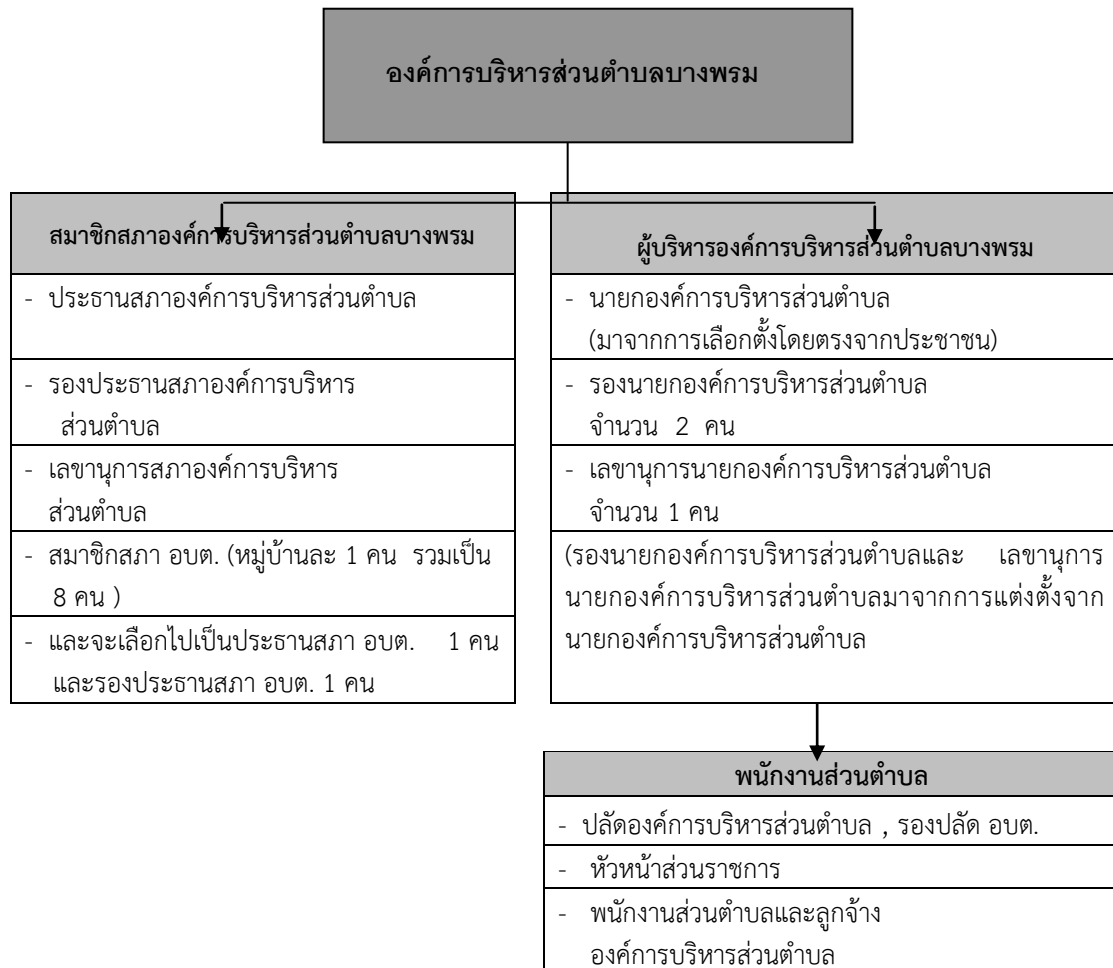 องค์การบริหารส่วนตำบลบางพรม
สมาชิกสภาองค์การบริหารส่วนตำบลบางพรม
- ประธานสภาองค์การบริหารส่วนตำบล
- รองประธานสภาองค์การบริหาร
ส่วนตำบล
- เลขานุการสภาองค์การบริหาร
ส่วนตำบล
- สมาชิกสภา อบต. (หมู่บ้านละ 1 คน รวมเป็น
8 คน )
- และจะเลือกไปเป็นประธานสภา อบต. 1 คน
และรองประธานสภา อบต. 1 คน
ผู้บริหารองค์การบริหารส่วนตำบลบางพรม
- นายกองค์การบริหารส่วนตำบล
(มาจากการเลือกตั้งโดยตรงจากประชาชน)
- รองนายกองค์การบริหารส่วนตำบล
จำนวน 2 คน
- เลขานุการนายกองค์การบริหารส่วนตำบล
จำนวน 1 คน
(รองนายกองค์การบริหารส่วนตำบลและ เลขานุการ
นายกองค์การบริหารส่วนตำบลมาจากการแต่งตั้งจาก
นายกองค์การบริหารส่วนตำบล
พนักงานส่วนตำบล
- ปลัดองค์การบริหารส่วนตำบล , รองปลัด อบต.
- หัวหน้าส่วนราชการ
- พนักงานส่วนตำบลและลูกจ้าง
องค์การบริหารส่วนตำบล